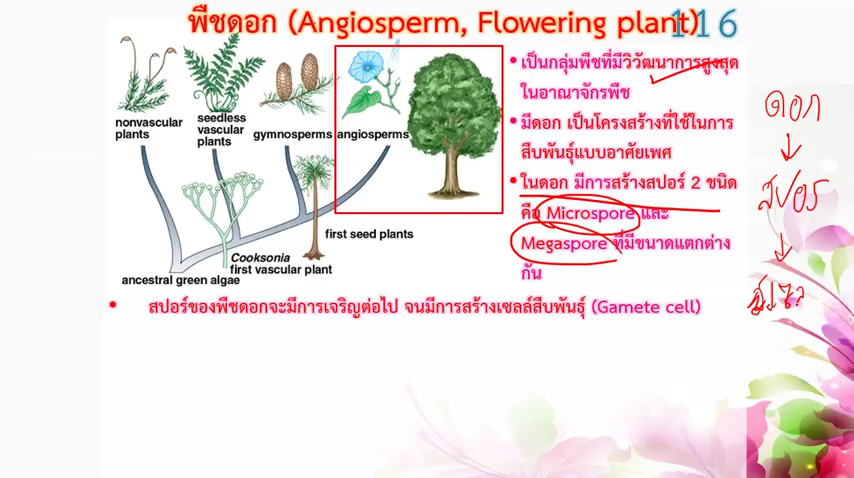 พืชดอก (Angiosperm, Flowering plant)
116
nonvascular
plants
seedless
vascular
plants
gymnosperms
angiosperms
first seed plants
Cooksonia
first vascular plant
ancestral green algae
• เป็นกลุ่มพืชที่มีวิวัฒนาการสูงสุด
ในอาณาจักรพืช
• มีดอก เป็นโครงสร้างที่ใช้ในการ
สืบพันธุ์แบบอาศัยเพศ
• ในดอก มีการสร้างสปอร์ 2 ชนิด
คือ Microspore และ
Megaspore ที่มีขนาดแตกต่าง
กัน
ดอก
สปอร์
• สปอร์ของพืชดอกจะมีการเจริญต่อไป จนมีการสร้างเซลล์สืบพันธุ์ (Gamete cell)